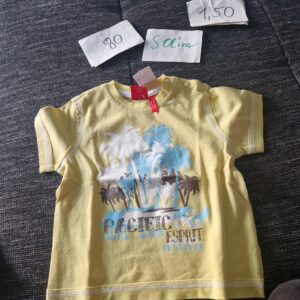 1,50
80
S.Oliver
PACIFIC
ESPRIT